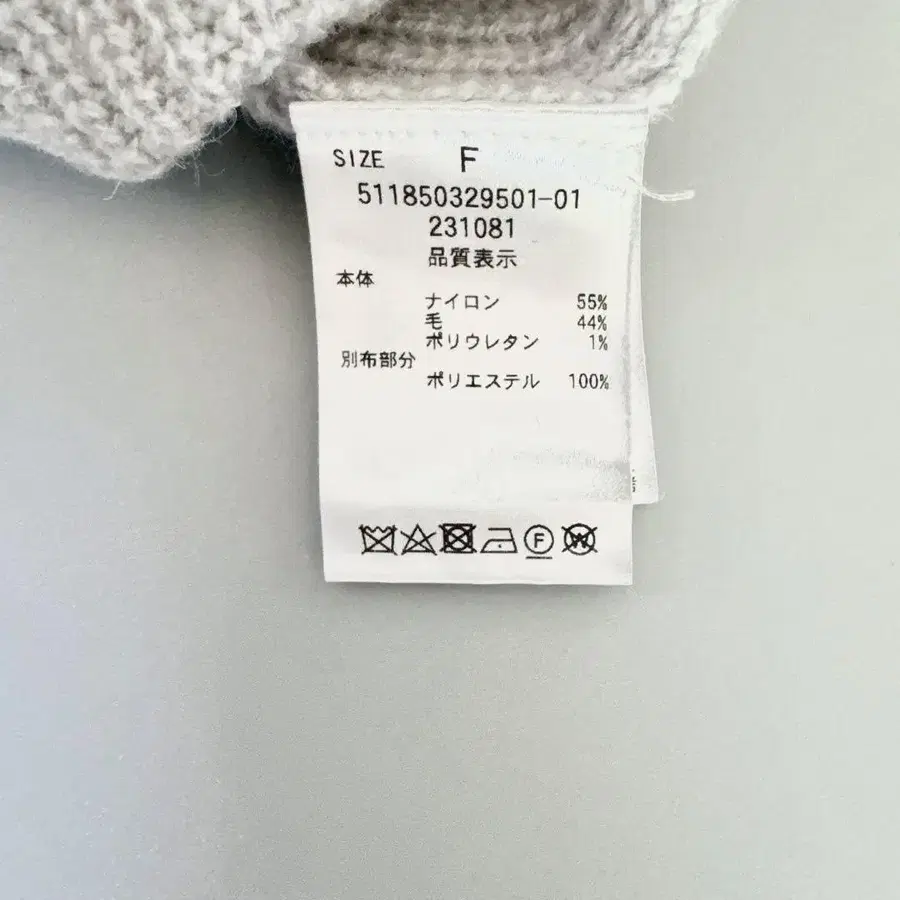 SIZE F
511850329501-01
231081
品質表示
本体
ナイロン 55%
毛 44%
ポリウレタン 1%
別布部分
ポリエステル 100%
F W